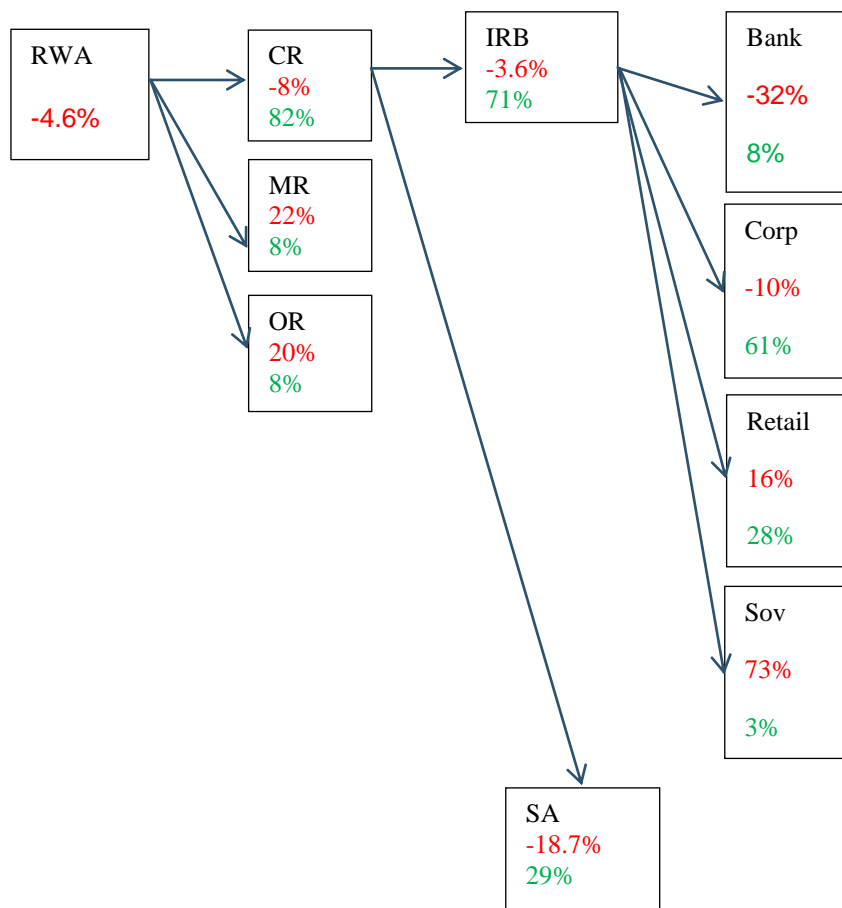 RWA
-4.6%
CR
-8%
82%
MR
22%
8%
OR
20%
8%
IRB
-3.6%
71%
SA
-18.7%
29%
Bank
-32%
8%
Corp
-10%
61%
Retail
16%
28%
Sov
73%
3%